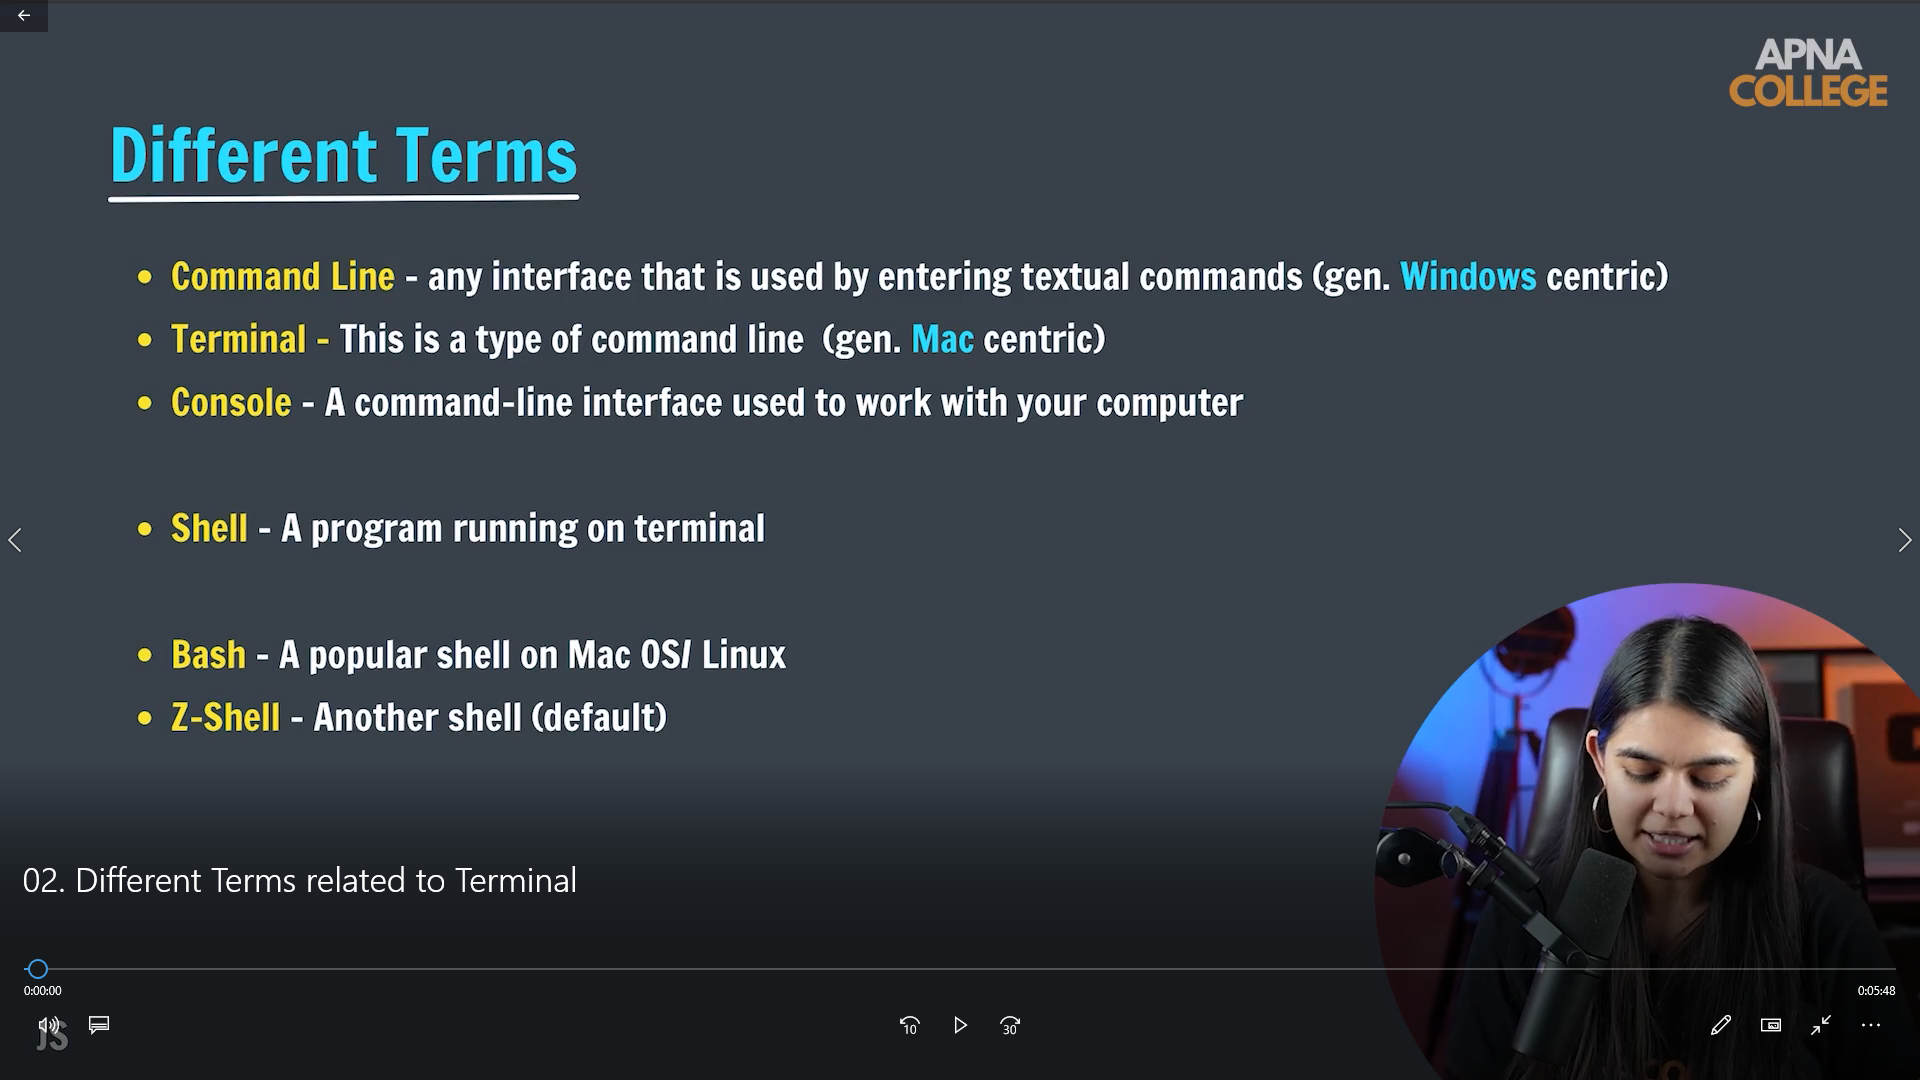 APNA
COLLEGE
Different Terms
• Command Line - any interface that is used by entering textual commands (gen. Windows centric)
• Terminal - This is a type of command line (gen. Mac centric)
• Console - A command-line interface used to work with your computer
• Shell - A program running on terminal
• Bash - A popular shell on Mac OS/ Linux
• Z-Shell - Another shell (default)
02. Different Terms related to Terminal
0:00:00
0:05:48
JS
10
30